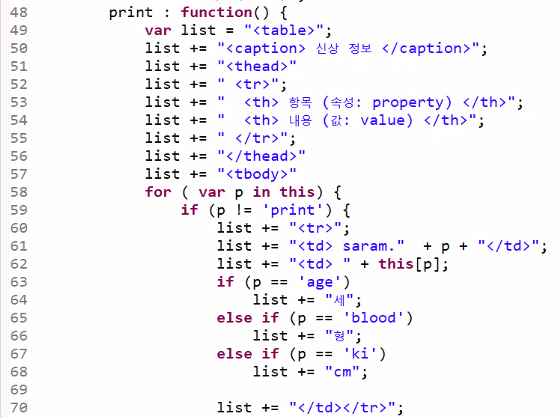 48 print : function() {
49 var list = "<table>";
50 list += "<caption> 신상 정보 </caption>";
51 list += "<thead>"
52 list += " <tr>";
53 list += "  <th> 항목 (속성: property) </th>";
54 list += "  <th> 내용 (값: value) </th>";
55 list += " </tr>";
56 list += "</thead>"
57 list += "<tbody>"
58 for ( var p in this) {
59 if (p != 'print') {
60 list += "<tr>";
61 list += "<td> saram."  + p + "</td>";
62 list += "<td> " + this[p];
63 if (p == 'age')
64 list += "세";
65 else if (p == 'blood')
66 list += "형";
67 else if (p == 'ki')
68 list += "cm";
69
70 list += "</td></tr>";